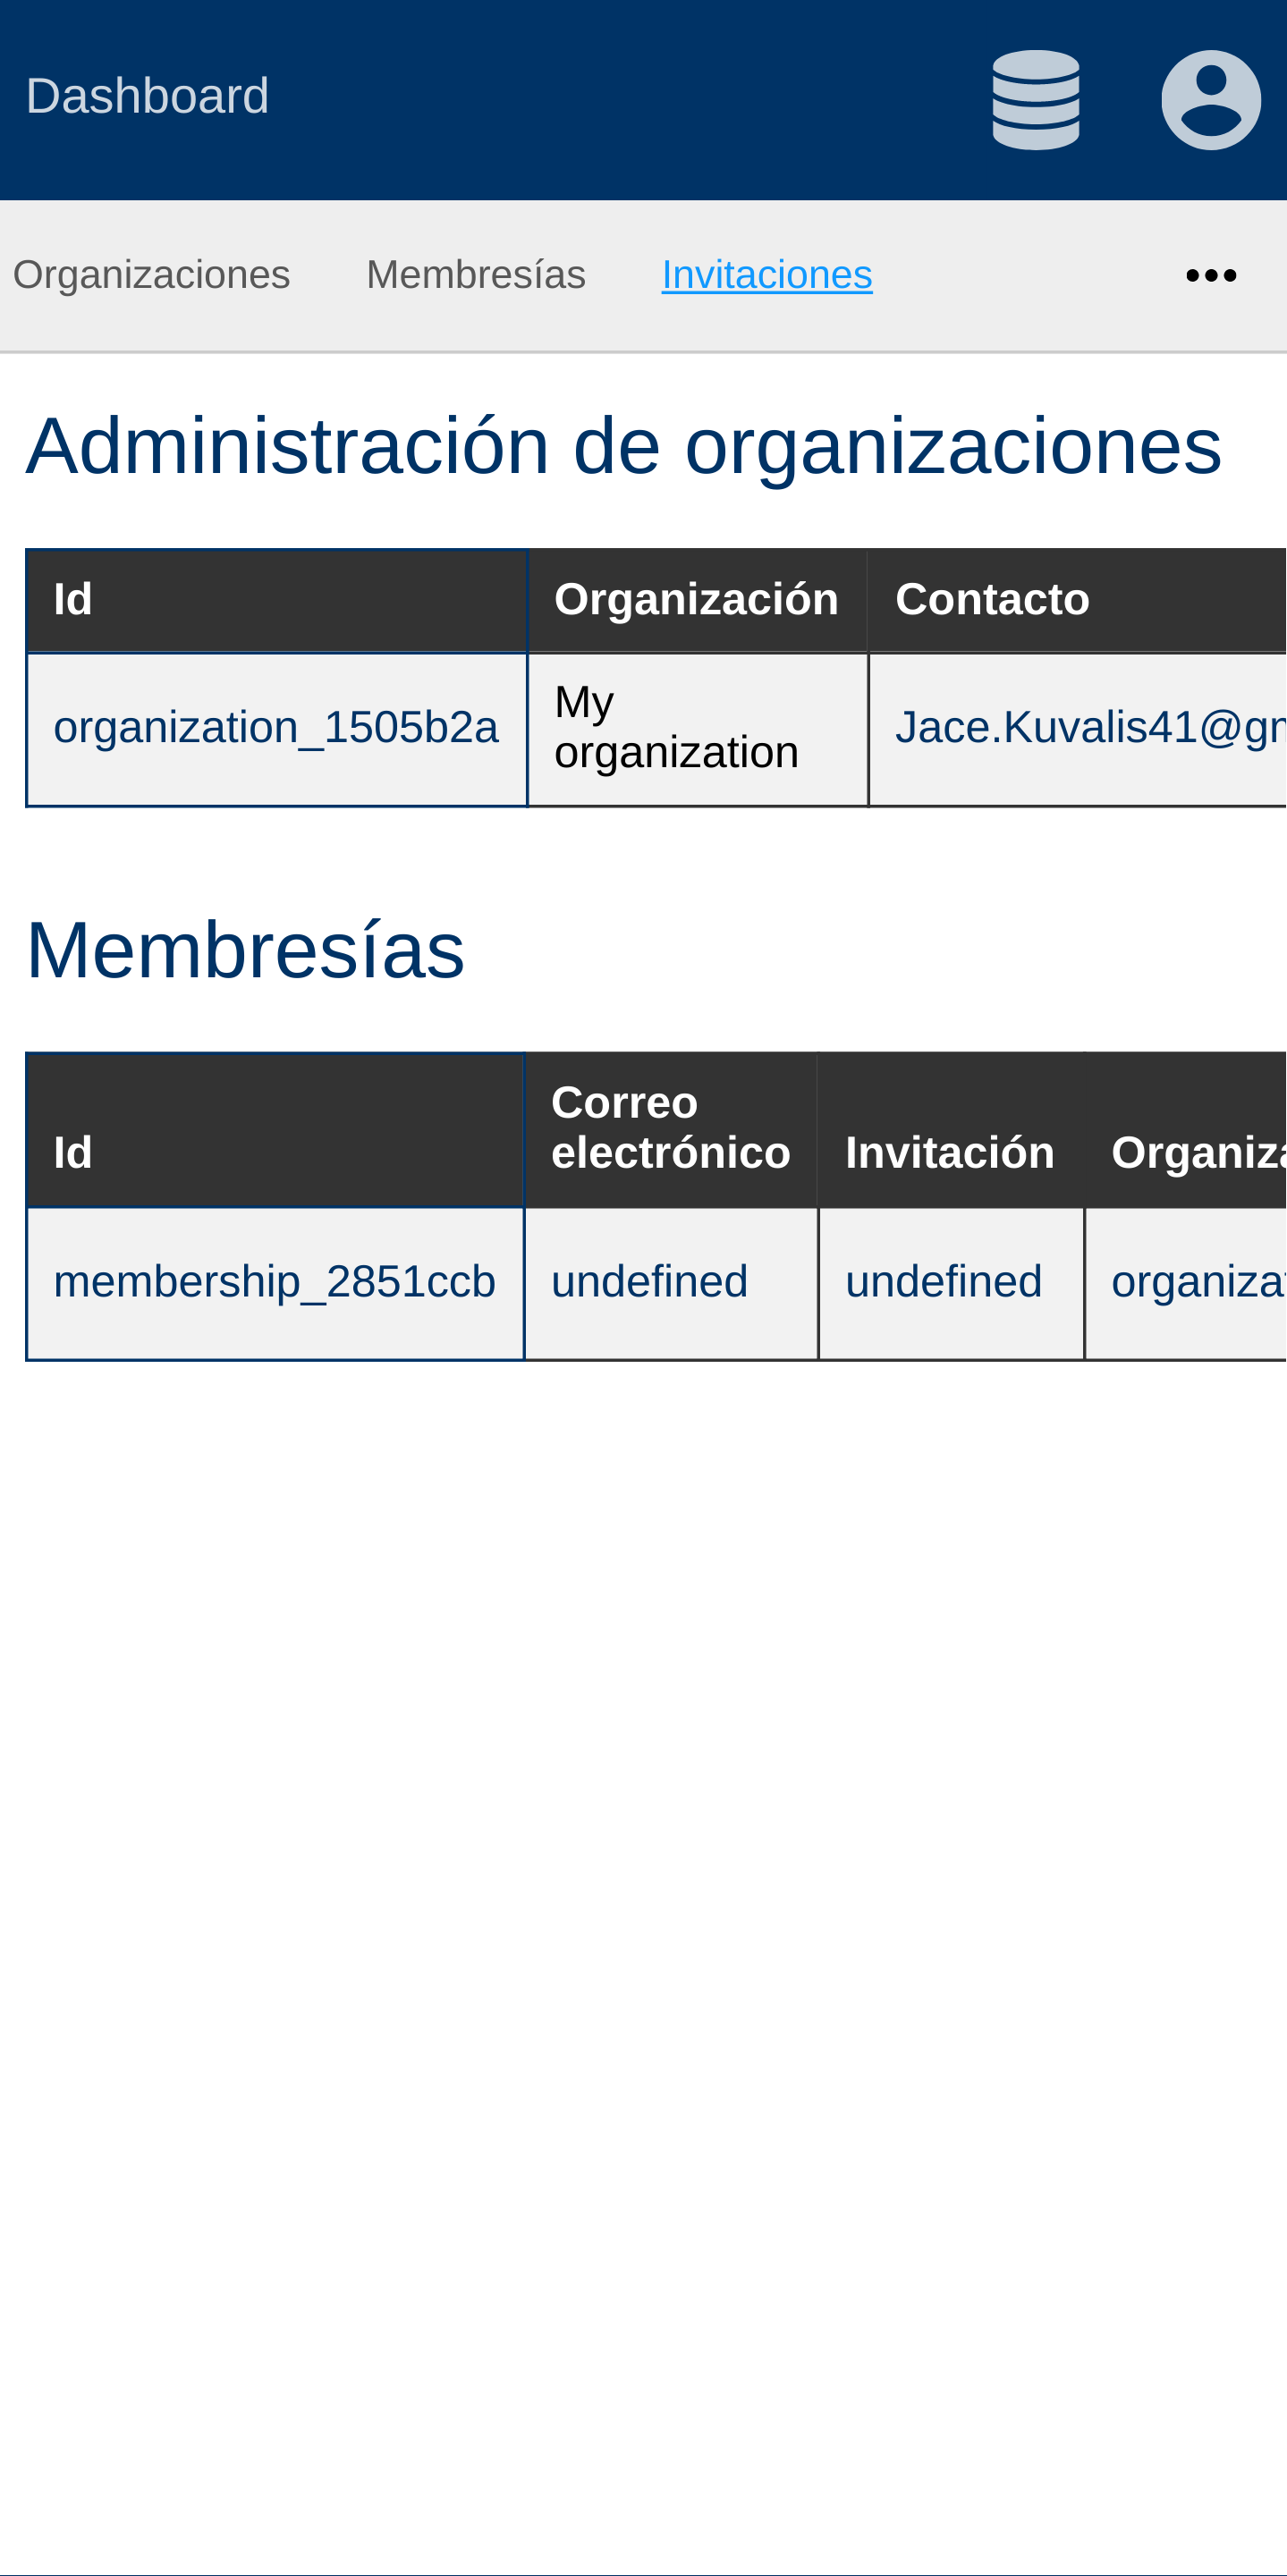 Dashboard
Organizaciones Membresías Invitaciones
Administración de organizaciones
Id Organización Contacto
organization_1505b2a My organization Jace.Kuvalis41@gm
Membresías
Id Correo electrónico Invitación Organiza
membership_2851ccb undefined undefined organiza